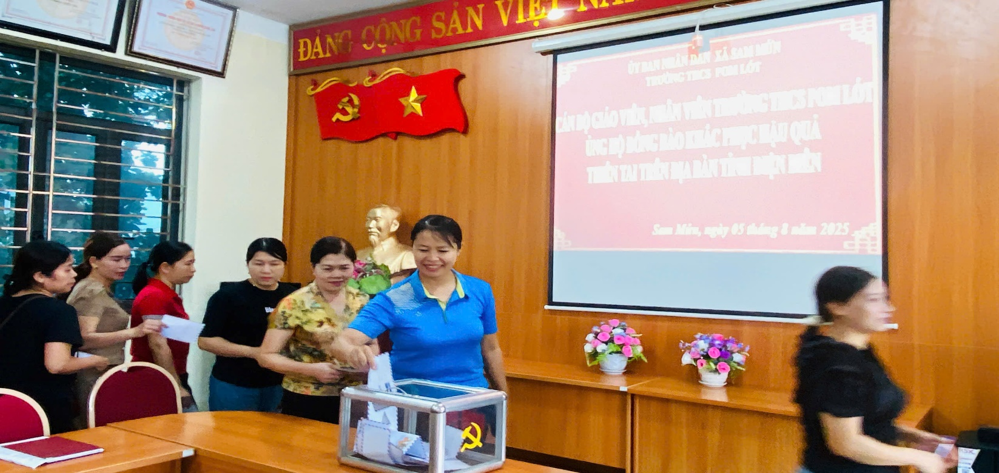 ĐẢNG CỘNG SẢN VIỆT NAM
ỦY BAN NHÂN DÂN XÃ SAM MỨN
TRƯỜNG THCS POM LÓT
CÁN BỘ GIÁO VIÊN, NHÂN VIÊN TRƯỜNG THCS POM LÓT
ỦNG HỘ ĐỒNG BÀO KHẮC PHỤC HẬU QUẢ
THIÊN TAI TRÊN ĐỊA BÀN TỈNH ĐIỆN BIÊN
Sam Mứn, ngày 05 tháng 8 năm 2025